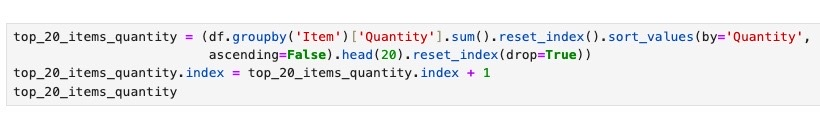 top_20_items_quantity = (df.groupby('Item')['Quantity'].sum().reset_index().sort_values(by='Quantity',
ascending=False).head(20).reset_index(drop=True))
top_20_items_quantity.index = top_20_items_quantity.index + 1
top_20_items_quantity